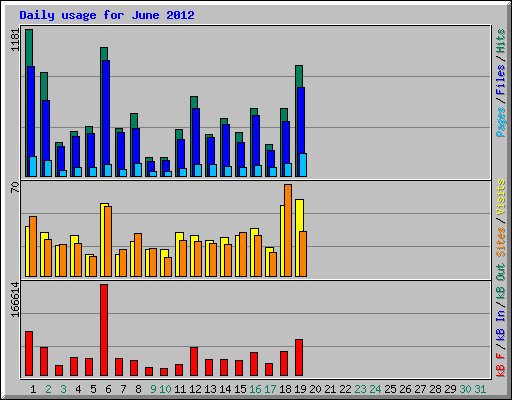 Daily usage for June 2012
1181
Pages / Files / Hits
70
Sites / Visits
166614
kB F / kB In / kB Out
1 2 3 4 5 6 7 8 9 10 11 12 13 14 15 16 17 18 19 20 21 22 23 24 25 26 27 28 29 30 31